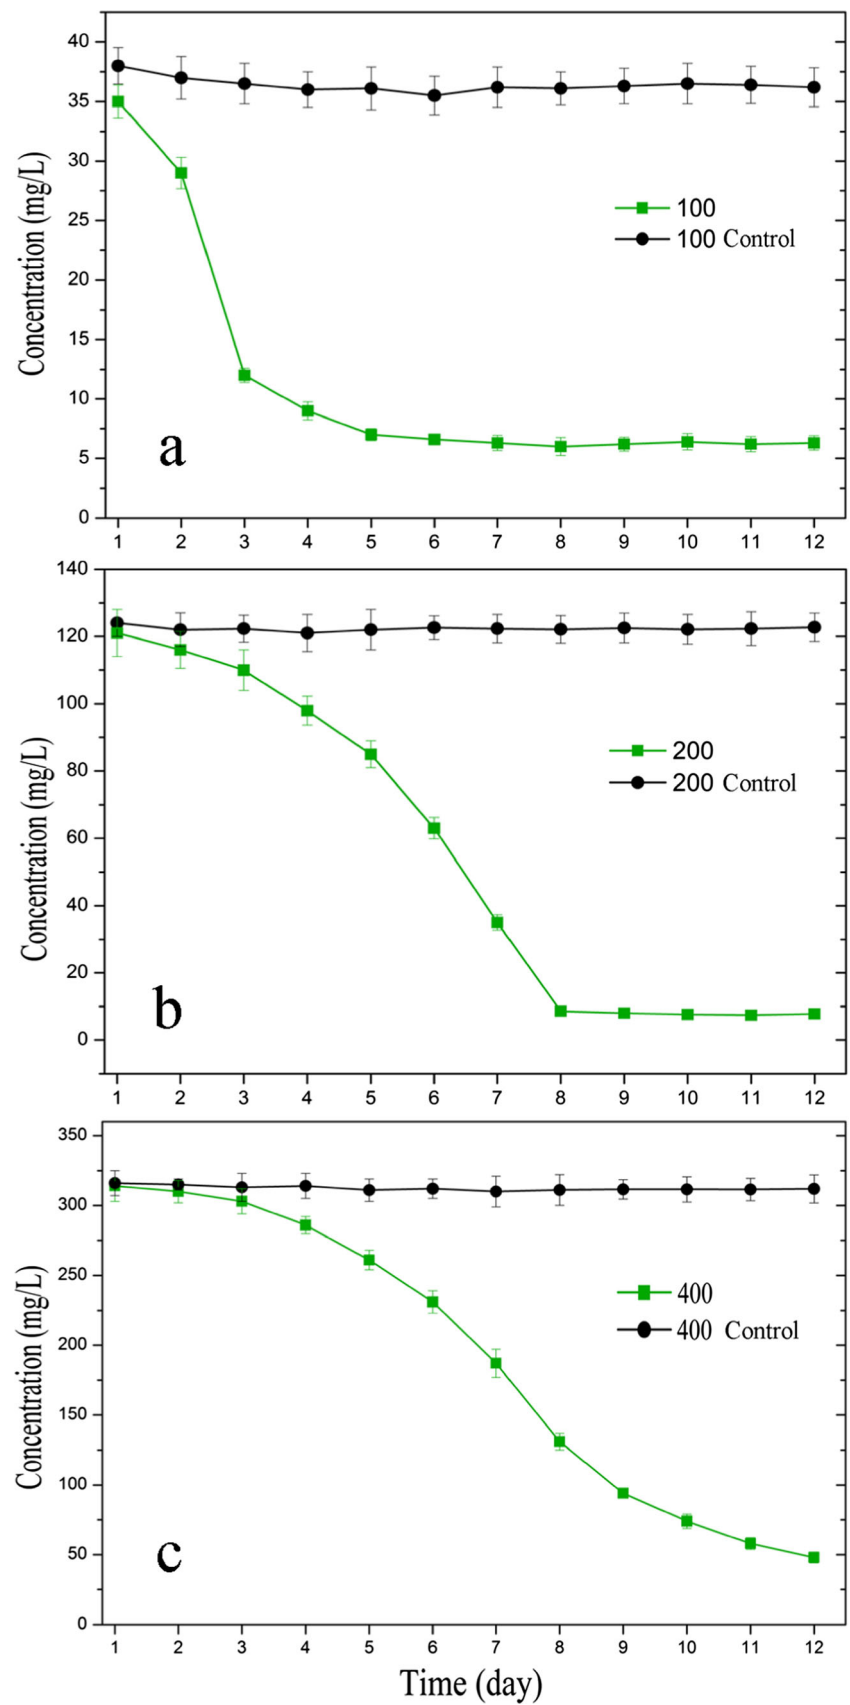 40
35
30
25
20
15
10
5
0
Concentration (mg/L)
100
100 Control
a
1 2 3 4 5 6 7 8 9 10 11 12
140
120
100
80
60
40
20
0
Concentration (mg/L)
200
200 Control
b
1 2 3 4 5 6 7 8 9 10 11 12
350
300
250
200
150
100
50
0
Concentration (mg/L)
400
400 Control
c
1 2 3 4 5 6 7 8 9 10 11 12
Time (day)